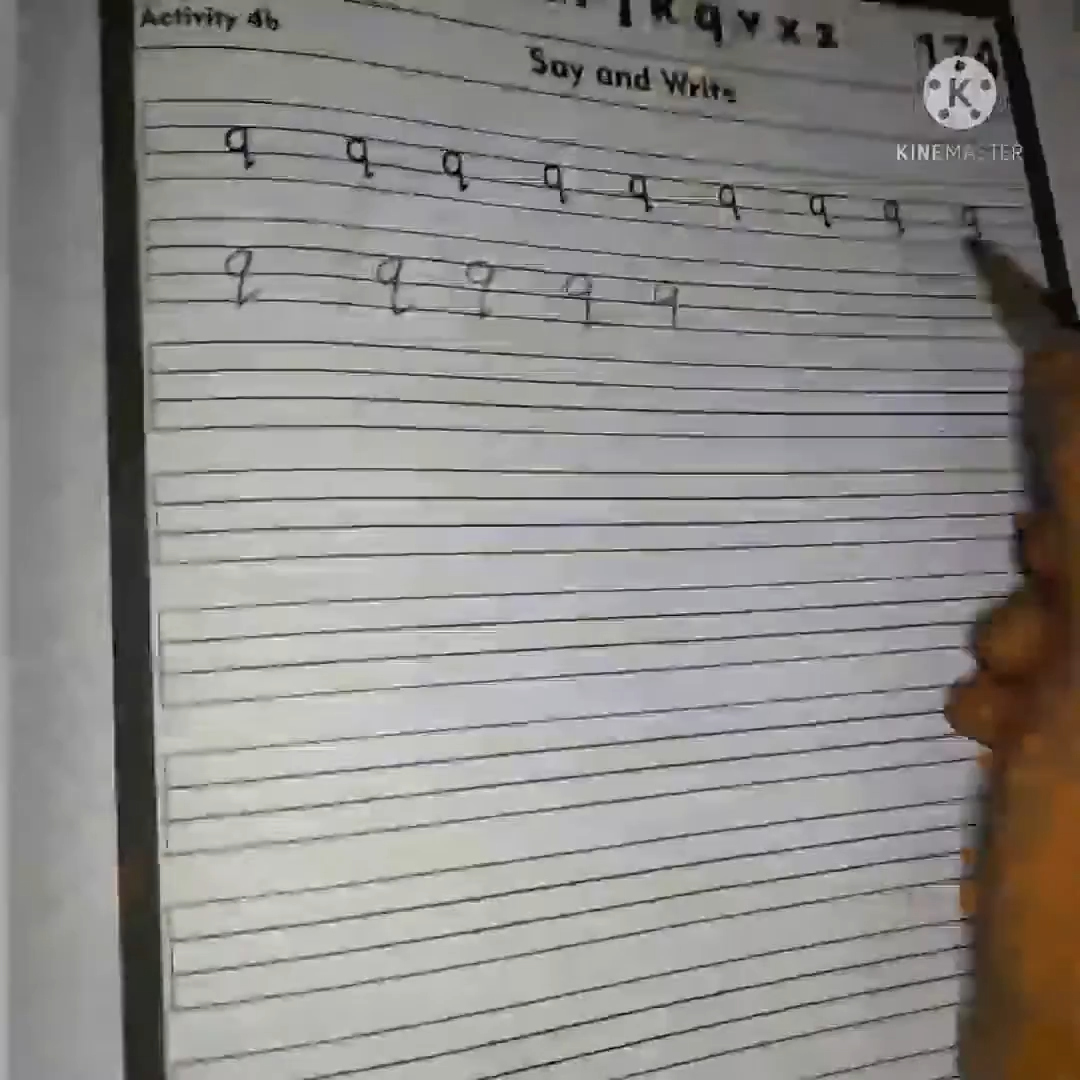 Activity 4b
k q v x z
Say and Write
KINEMASTER
q q q q q q q q q
q q q q q